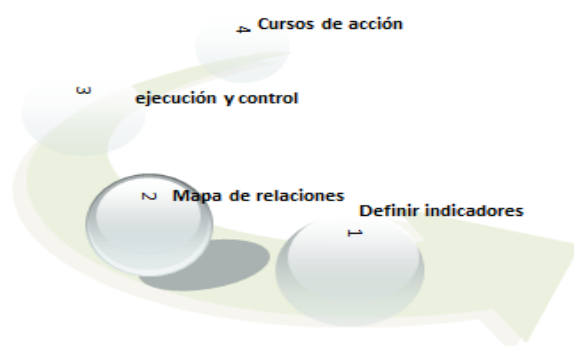 4 Cursos de acción
3 ejecución y control
2 Mapa de relaciones
1 Definir indicadores